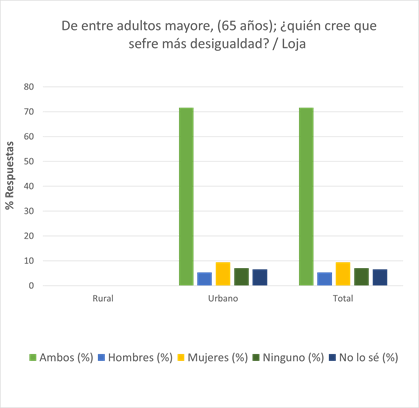 De entre adultos mayore, (65 años); ¿quién cree que
sefre más desigualdad? / Loja
% Respuestas
80
70
60
50
40
30
20
10
0
Rural Urbano Total
Ambos (%) Hombres (%) Mujeres (%) Ninguno (%) No lo sé (%)